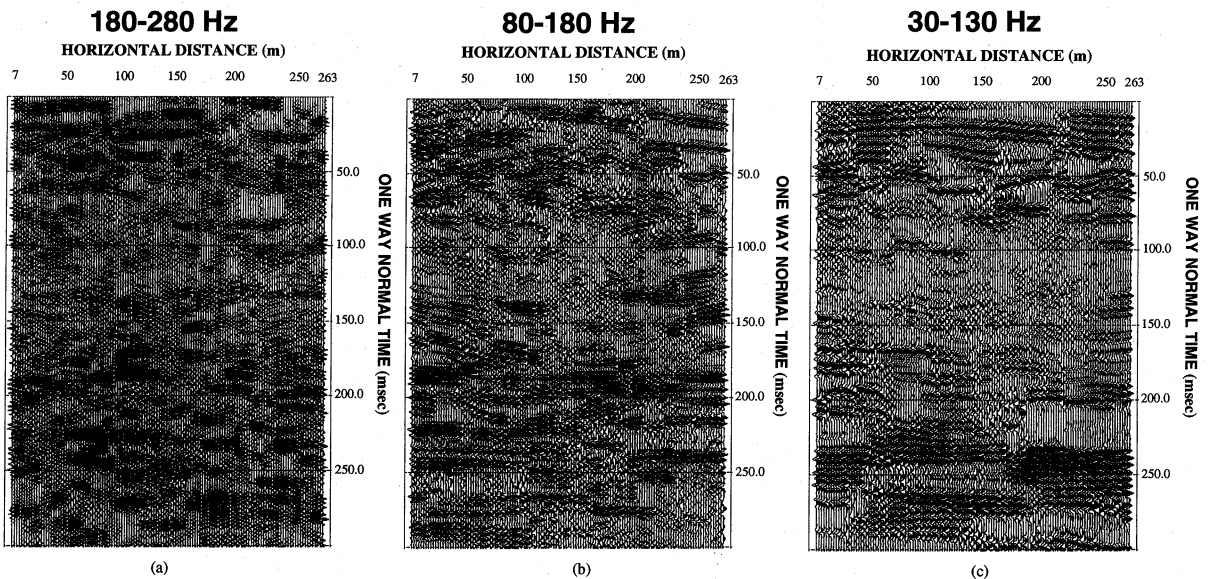 180-280 Hz
HORIZONTAL DISTANCE (m)
7 50 100 150 200 250 263
50.0
100.0
150.0
200.0
250.0
ONE WAY NORMAL TIME (msec)
(a)
80-180 Hz
HORIZONTAL DISTANCE (m)
7 50 100 150 200 250 263
50.0
100.0
150.0
200.0
250.0
ONE WAY NORMAL TIME (msec)
(b)
30-130 Hz
HORIZONTAL DISTANCE (m)
7 50 100 150 200 250 263
50.0
100.0
150.0
200.0
250.0
ONE WAY NORMAL TIME (msec)
(c)